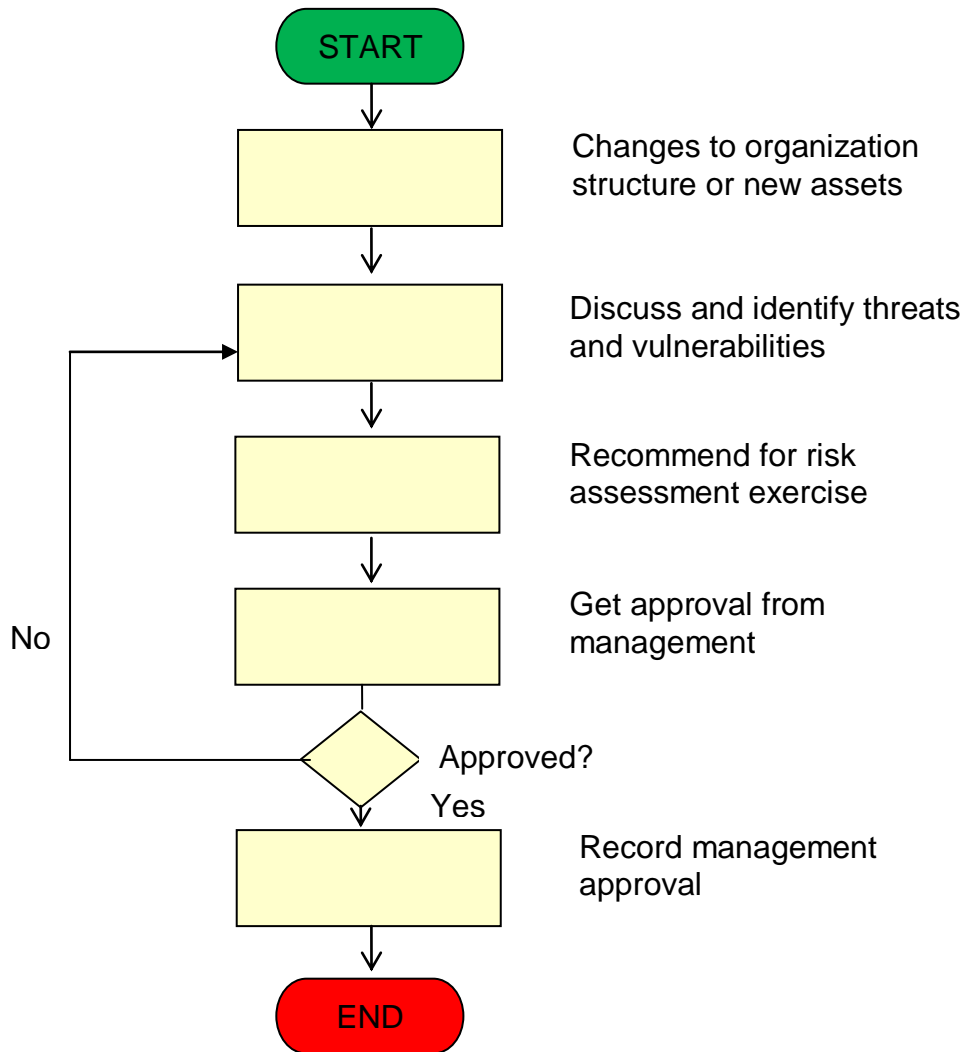 START
Changes to organization
structure or new assets
Discuss and identify threats
and vulnerabilities
Recommend for risk
assessment exercise
Get approval from
management
No
Approved?
Yes
Record management
approval
END